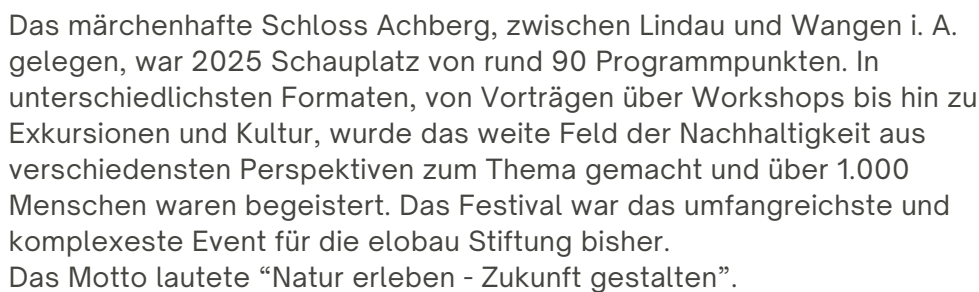 Das märchenhafte Schloss Achberg, zwischen Lindau und Wangen i. A.
gelegen, war 2025 Schauplatz von rund 90 Programmpunkten. In
unterschiedlichsten Formaten, von Vorträgen über Workshops bis hin zu
Exkursionen und Kultur, wurde das weite Feld der Nachhaltigkeit aus
verschiedensten Perspektiven zum Thema gemacht und über 1.000
Menschen waren begeistert. Das Festival war das umfangreichste und
komplexeste Event für die elobau Stiftung bisher.
Das Motto lautete “Natur erleben - Zukunft gestalten”.